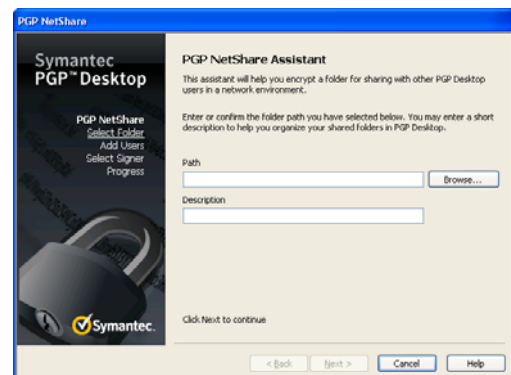 PGP NetShare
Symantec
PGP™ Desktop
PGP NetShare
Select Folder
Add Users
Select Signer
Progress
Symantec.
PGP NetShare Assistant
This assistant will help you encrypt a folder for sharing with other PGP Desktop
users in a network environment.
Enter or confirm the folder path you have selected below. You may enter a short
description to help you organize your shared folders in PGP Desktop.
Path
Browse...
Description
Click Next to continue
< Back
Next >
Cancel
Help